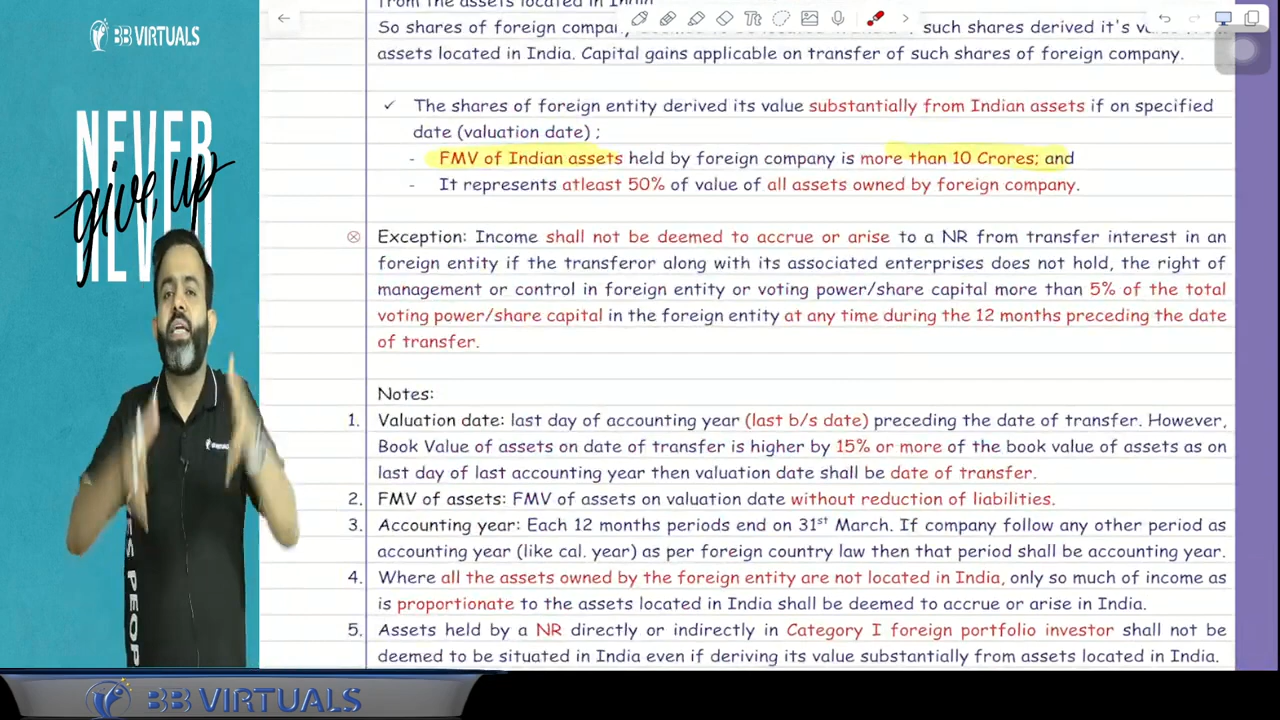 BB VIRTUALS
NEVER
give up
NEVER
from the assets located in India
So shares of foreign company such shares derived it's value from
assets located in India. Capital gains applicable on transfer of such shares of foreign company.
✓ The shares of foreign entity derived its value substantially from Indian assets if on specified
date (valuation date) ;
- FMV of Indian assets held by foreign company is more than 10 Crores; and
- It represents atleast 50% of value of all assets owned by foreign company.
Exception: Income shall not be deemed to accrue or arise to a NR from transfer interest in an
foreign entity if the transferor along with its associated enterprises does not hold, the right of
management or control in foreign entity or voting power/share capital more than 5% of the total
voting power/share capital in the foreign entity at any time during the 12 months preceding the date
of transfer.
Notes:
1. Valuation date: last day of accounting year (last b/s date) preceding the date of transfer. However,
Book Value of assets on date of transfer is higher by 15% or more of the book value of assets as on
last day of last accounting year then valuation date shall be date of transfer.
2. FMV of assets: FMV of assets on valuation date without reduction of liabilities.
3. Accounting year: Each 12 months periods end on 31st March. If company follow any other period as
accounting year (like cal. year) as per foreign country law then that period shall be accounting year.
4. Where all the assets owned by the foreign entity are not located in India, only so much of income as
is proportionate to the assets located in India shall be deemed to accrue or arise in India.
5. Assets held by a NR directly or indirectly in Category I foreign portfolio investor shall not be
deemed to be situated in India even if deriving its value substantially from assets located in India.
PEOPL
BB VIRTUALS